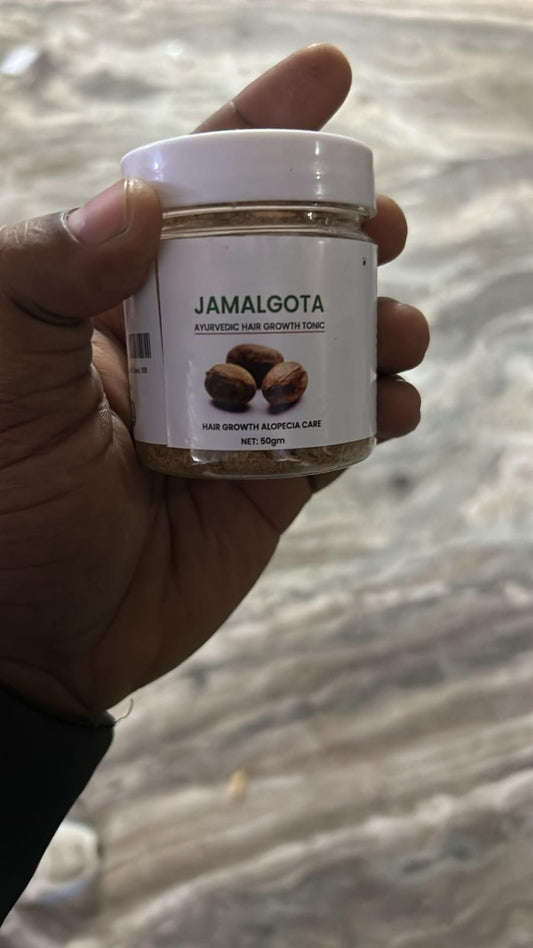 JAMALGOTA
AYURVEDIC HAIR GROWTH TONIC
HAIR GROWTH ALOPECIA CARE
NET: 50gm